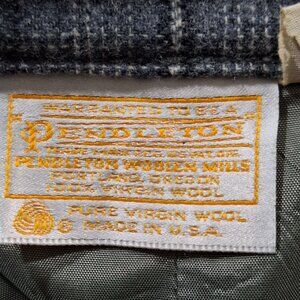 WARRANTED TO BE A
"PENDLETON"
PENDLETON WOOLEN MILLS
PORTLAND, OREGON
100% VIRGIN WOOL
PURE VIRGIN WOOL
® MADE IN U.S.A.